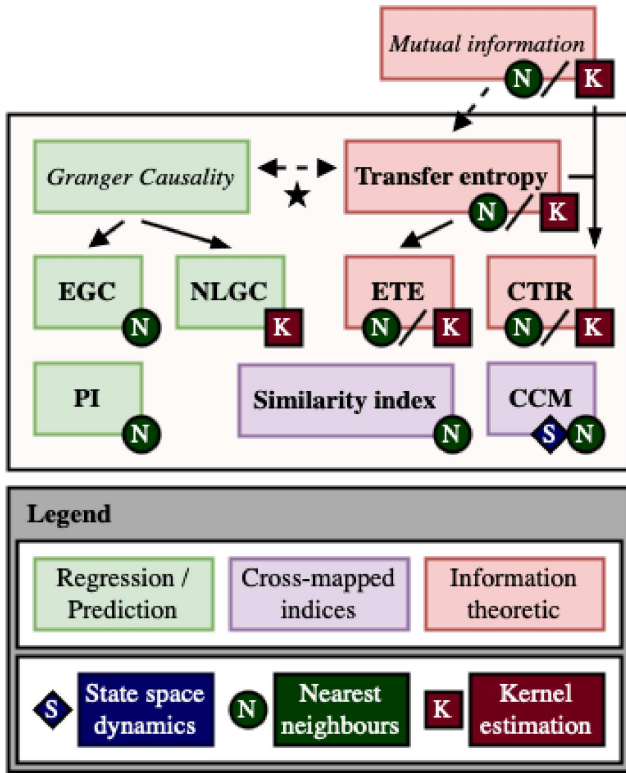 Mutual information
N / K
Granger Causality
★
Transfer entropy
N / K
EGC
N
NLGC
K
ETE
N / K
CTIR
N / K
PI
N
Similarity index
N
CCM
S N
Legend
Regression /
Prediction
Cross-mapped
indices
Information
theoretic
S
State space
dynamics
N
Nearest
neighbours
K
Kernel
estimation